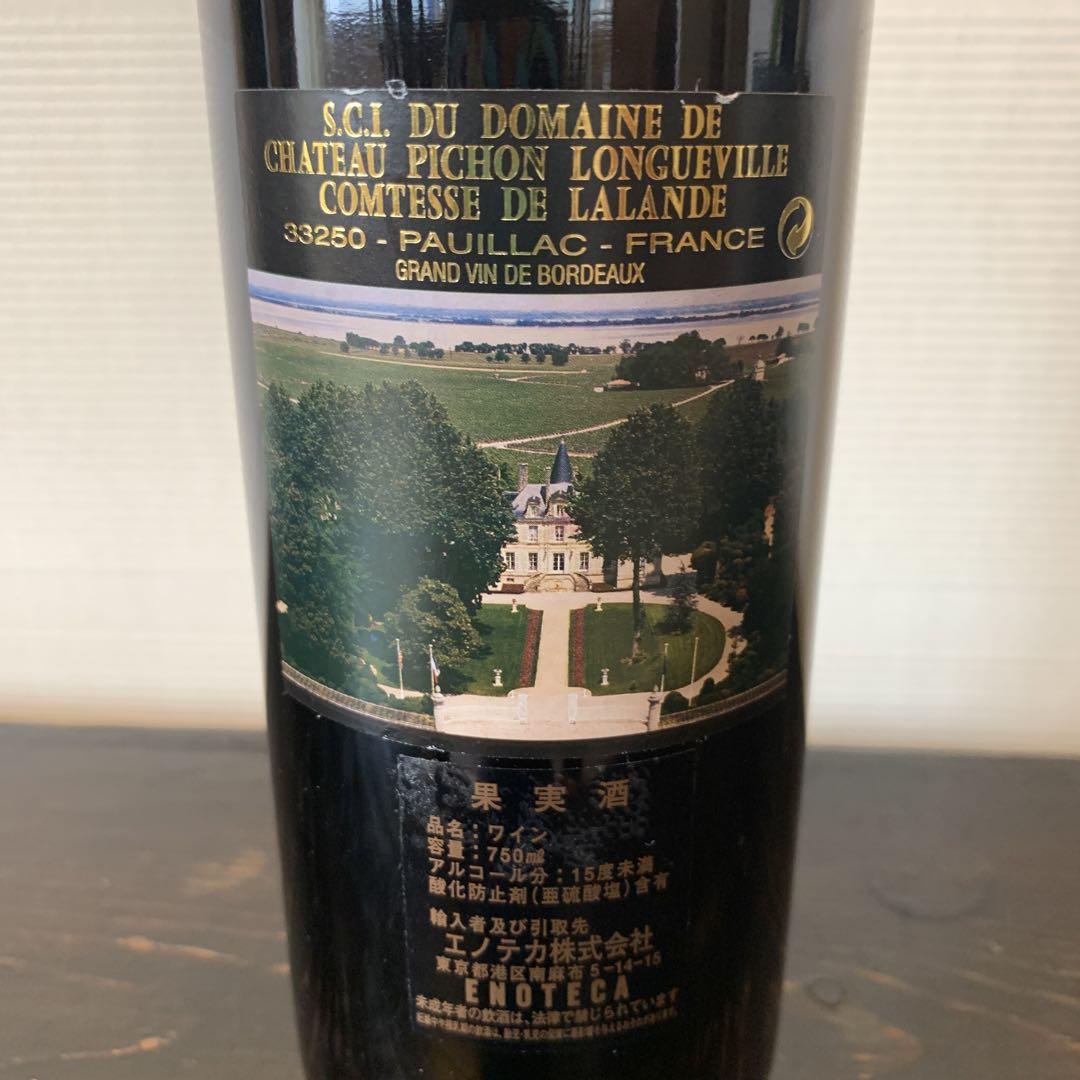 S.C.I. DU DOMAINE DE
CHATEAU PICHON LONGUEVILLE
COMTESSE DE LALANDE
33250 - PAUILLAC - FRANCE
GRAND VIN DE BORDEAUX
果実酒
品名：ワイン
容量：750㎖
アルコール分：15度未満
酸化防止剤(亜硫酸塩)含有
輸入者及び引取先
エノテカ株式会社
東京都港区南麻布5-14-15
ENOTECA
未成年者の飲酒は、法律で禁じられています